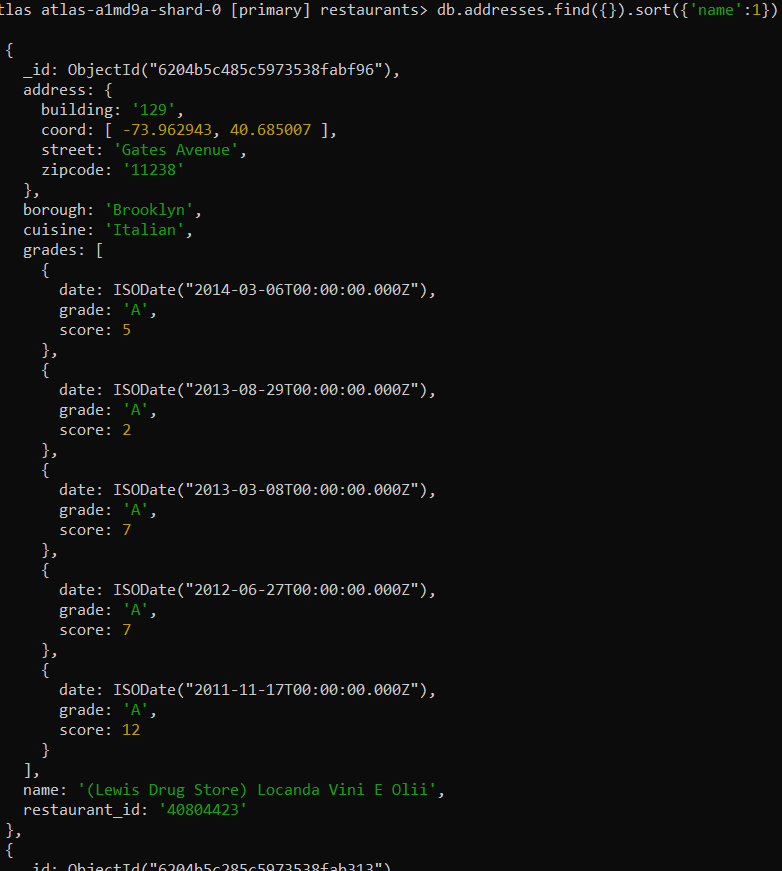 tlas atlas-a1md9a-shard-0 [primary] restaurants> db.addresses.find({}).sort({'name':1})
{
_id: ObjectId("6204b5c485c5973538fabf96"),
address: {
building: '129',
coord: [ -73.962943, 40.685007 ],
street: 'Gates Avenue',
zipcode: '11238'
},
borough: 'Brooklyn',
cuisine: 'Italian',
grades: [
{
date: ISODate("2014-03-06T00:00:00.000Z"),
grade: 'A',
score: 5
},
{
date: ISODate("2013-08-29T00:00:00.000Z"),
grade: 'A',
score: 2
},
{
date: ISODate("2013-03-08T00:00:00.000Z"),
grade: 'A',
score: 7
},
{
date: ISODate("2012-06-27T00:00:00.000Z"),
grade: 'A',
score: 7
},
{
date: ISODate("2011-11-17T00:00:00.000Z"),
grade: 'A',
score: 12
}
],
name: '(Lewis Drug Store) Locanda Vini E Olii',
restaurant_id: '40804423'
},
{
_id: ObjectId("6204b5c285c5973538fab313")